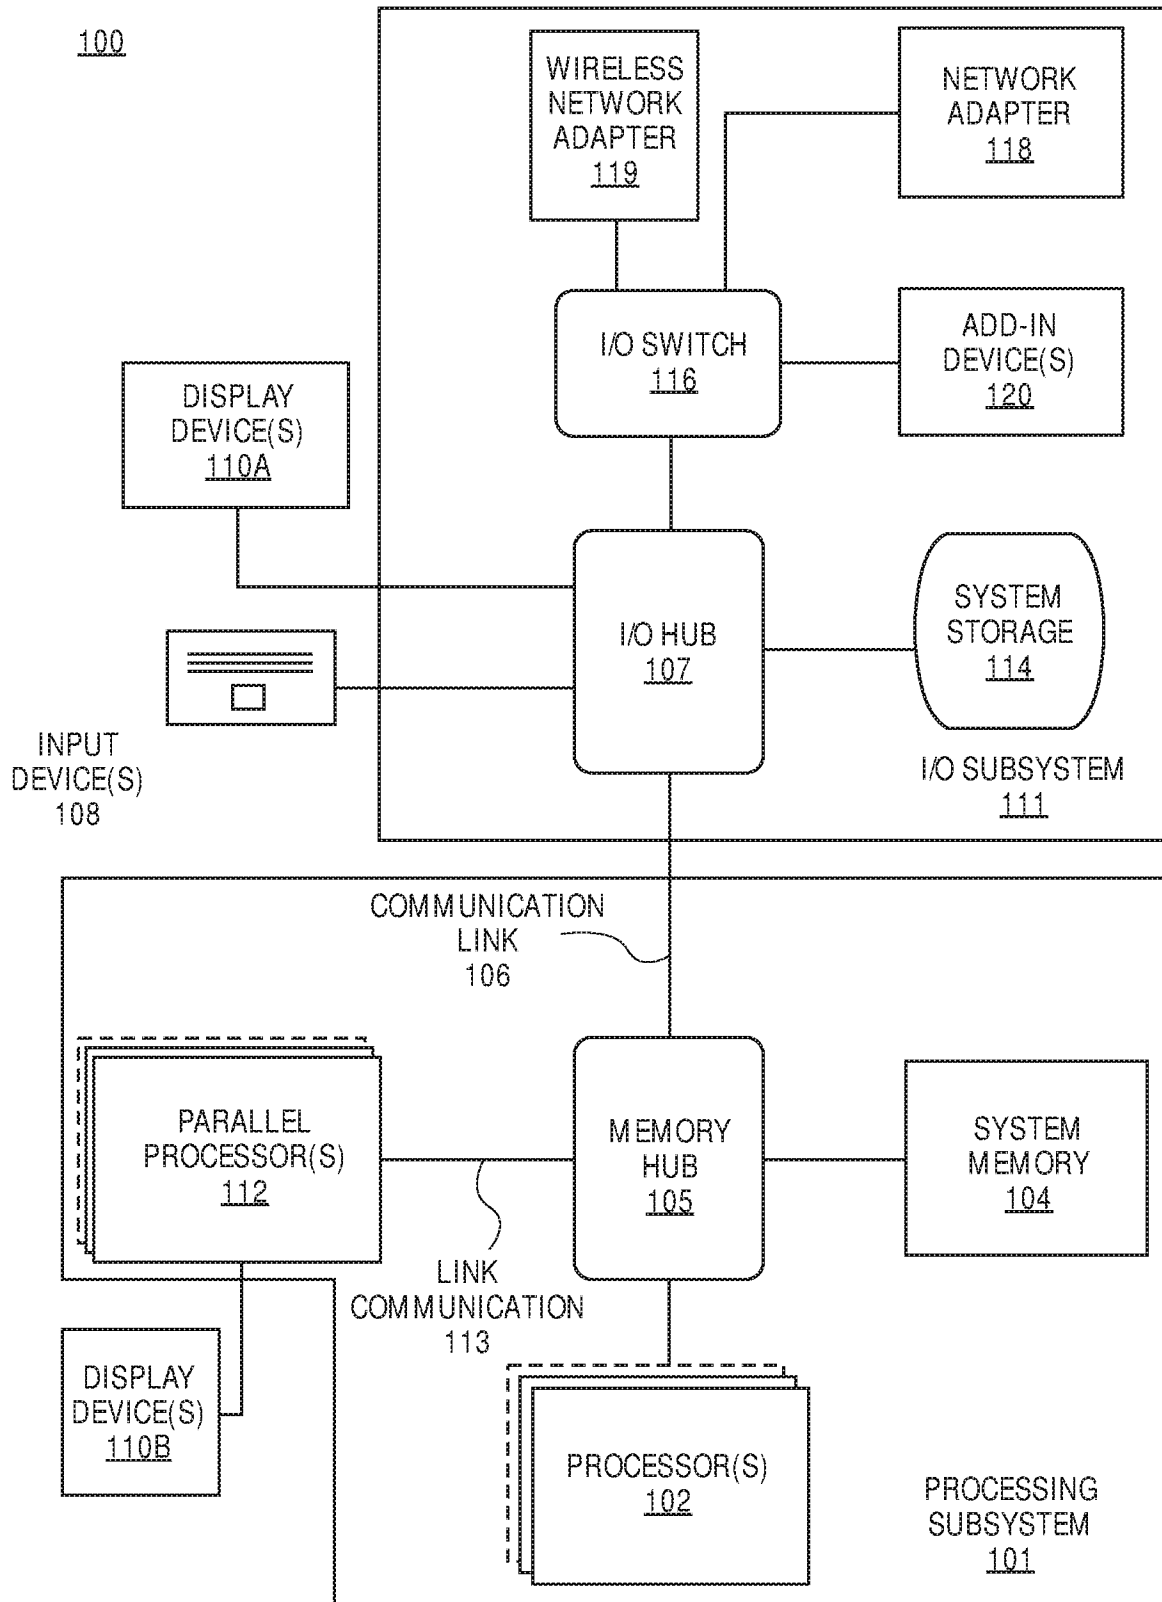 100
WIRELESS
NETWORK
ADAPTER
119
NETWORK
ADAPTER
118
I/O SWITCH
116
ADD-IN
DEVICE(S)
120
DISPLAY
DEVICE(S)
110A
I/O HUB
107
SYSTEM
STORAGE
114
INPUT
DEVICE(S)
108
I/O SUBSYSTEM
111
COMMUNICATION
LINK
106
PARALLEL
PROCESSOR(S)
112
MEMORY
HUB
105
SYSTEM
MEMORY
104
LINK
COMMUNICATION
113
DISPLAY
DEVICE(S)
110B
PROCESSOR(S)
102
PROCESSING
SUBSYSTEM
101